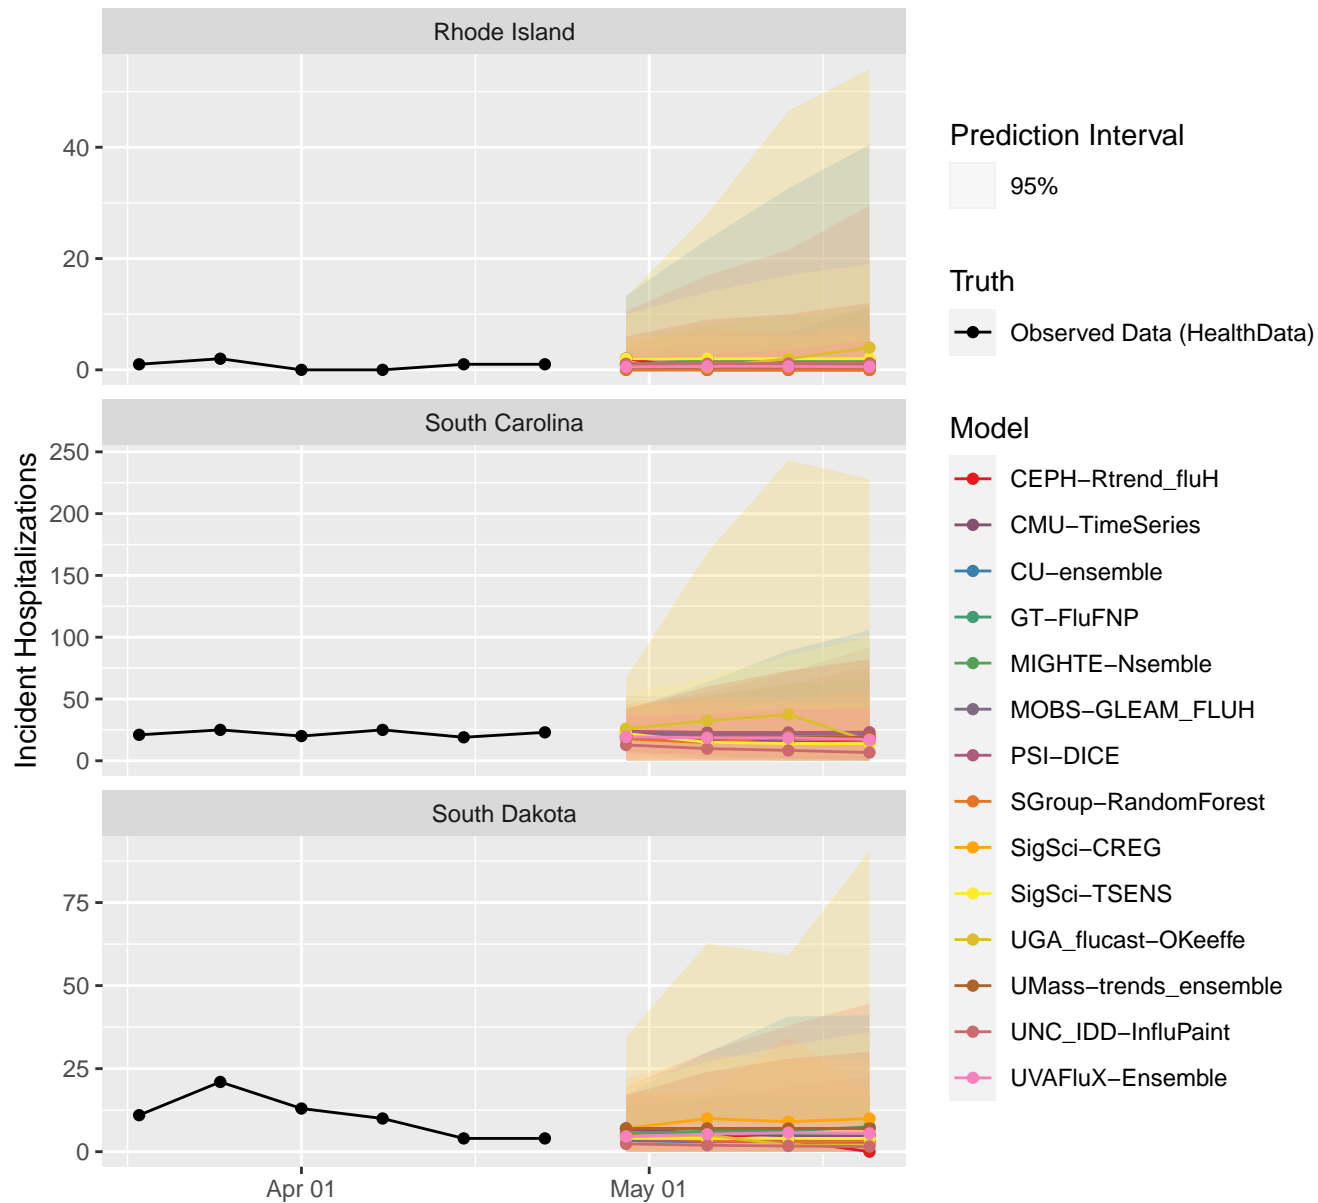 Rhode Island
40
20
0
South Carolina
250
200
150
100
50
0
South Dakota
75
50
25
0
Apr 01
May 01
Incident Hospitalizations
Prediction Interval
95%
Truth
Observed Data (HealthData)
Model
CEPH−Rtrend_fluH
CMU−TimeSeries
CU−ensemble
GT−FluFNP
MIGHTE−Nsemble
MOBS−GLEAM_FLUH
PSI−DICE
SGroup−RandomForest
SigSci−CREG
SigSci−TSENS
UGA_flucast−OKeeffe
UMass−trends_ensemble
UNC_IDD−InfluPaint
UVAFluX−Ensemble